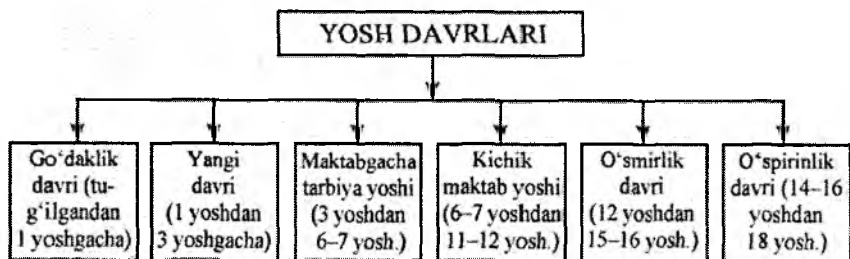 YOSH DAVRLARI
Go‘daklik
davri (tu-
g‘ilgandan
1 yoshgacha)
Yangi
davri
(1 yoshdan
3 yoshgacha)
Maktabgacha
tarbiya yoshi
(3 yoshdan
6–7 yosh.)
Kichik
maktab yoshi
(6–7 yoshdan
11–12 yosh.)
O‘smirlik
davri
(12 yoshdan
15–16 yosh.)
O‘spirinlik
davri (14–16
yoshdan
18 yosh.)